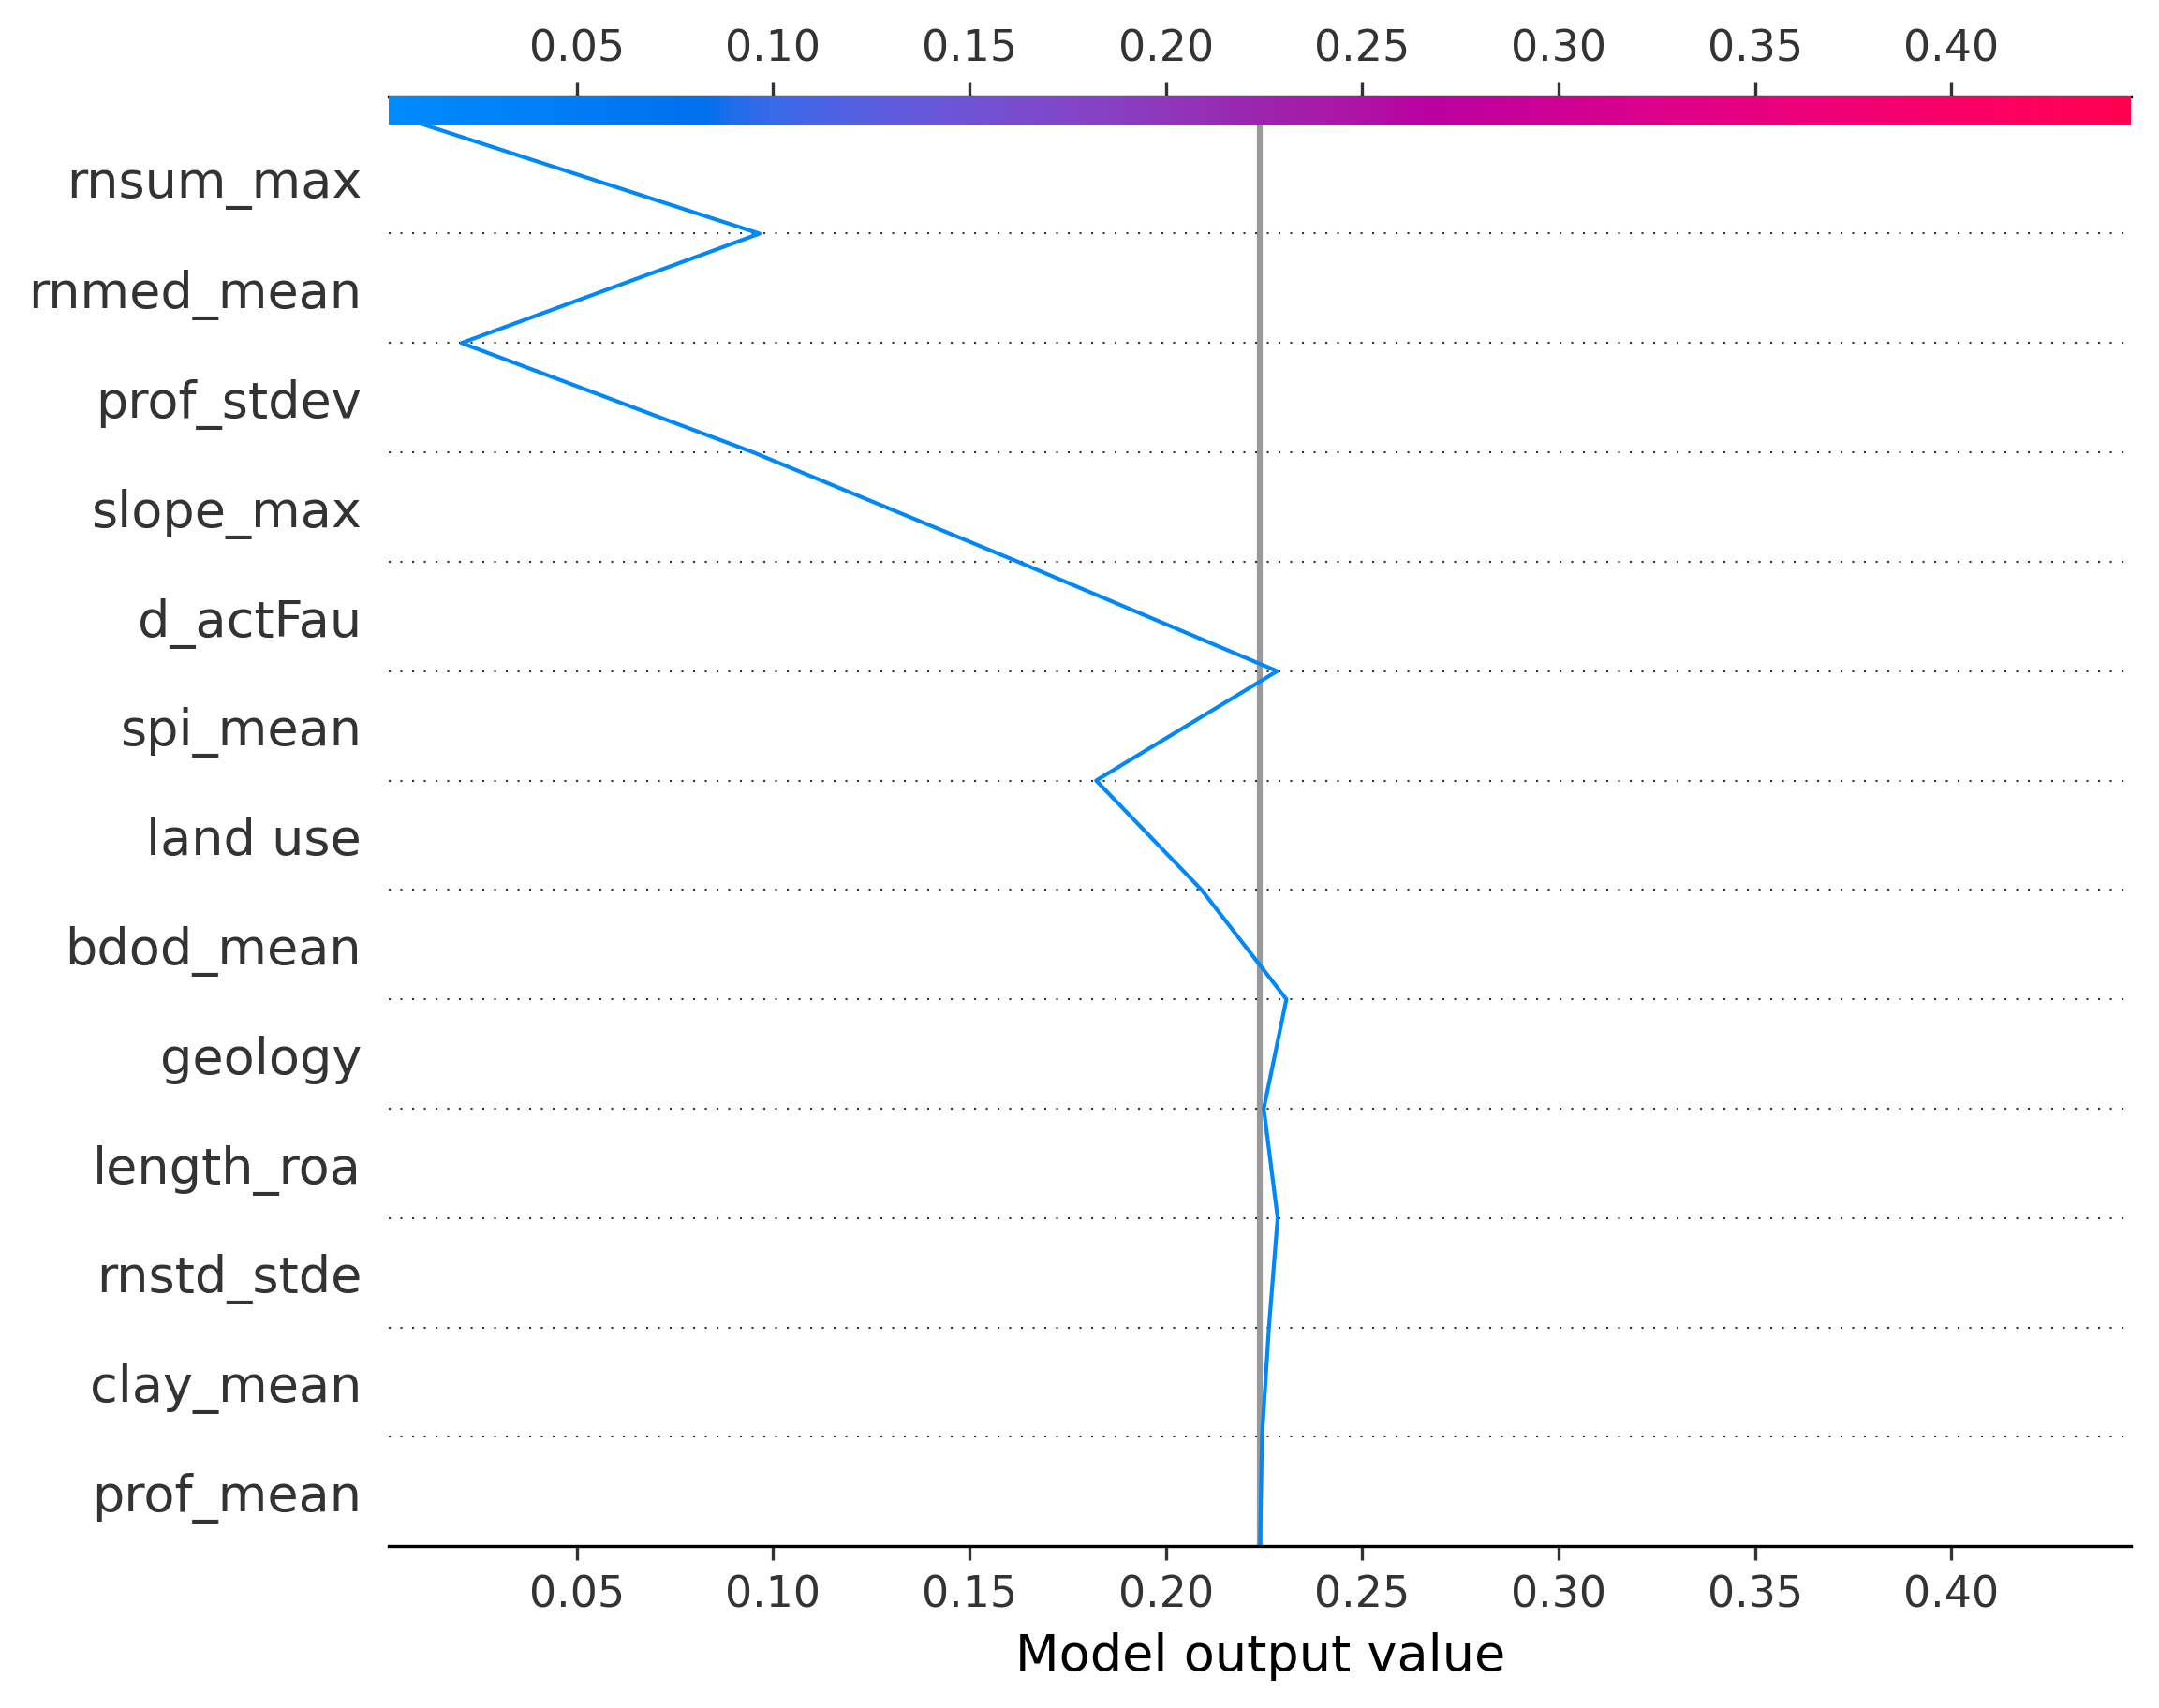 0.05 0.10 0.15 0.20 0.25 0.30 0.35 0.40
rnsum_max
rnmed_mean
prof_stdev
slope_max
d_actFau
spi_mean
land use
bdod_mean
geology
length_roa
rnstd_stde
clay_mean
prof_mean
0.05 0.10 0.15 0.20 0.25 0.30 0.35 0.40
Model output value